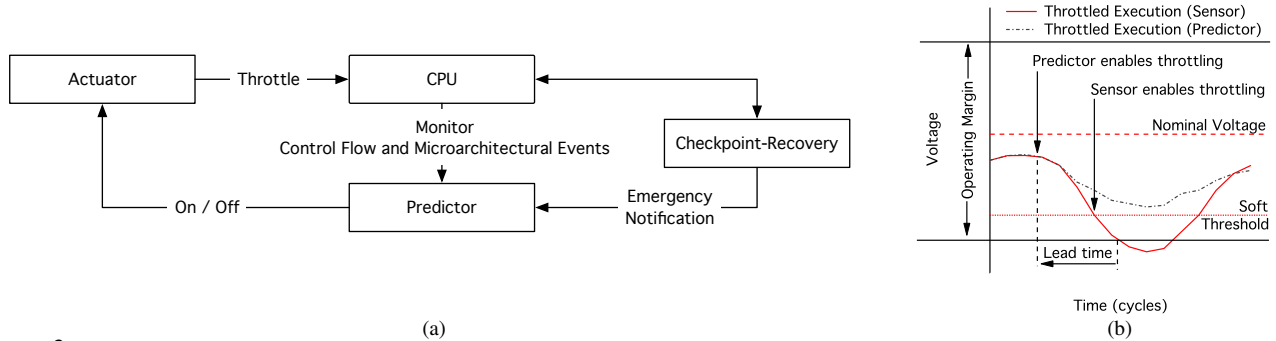 Actuator
Throttle
CPU
Monitor
Control Flow and Microarchitectural Events
Checkpoint-Recovery
On / Off
Predictor
Emergency
Notification
(a)
Throttled Execution (Sensor)
Throttled Execution (Predictor)
Predictor enables throttling
Sensor enables throttling
Voltage
Operating Margin
Nominal Voltage
Soft
Threshold
Lead time
Time (cycles)
(b)